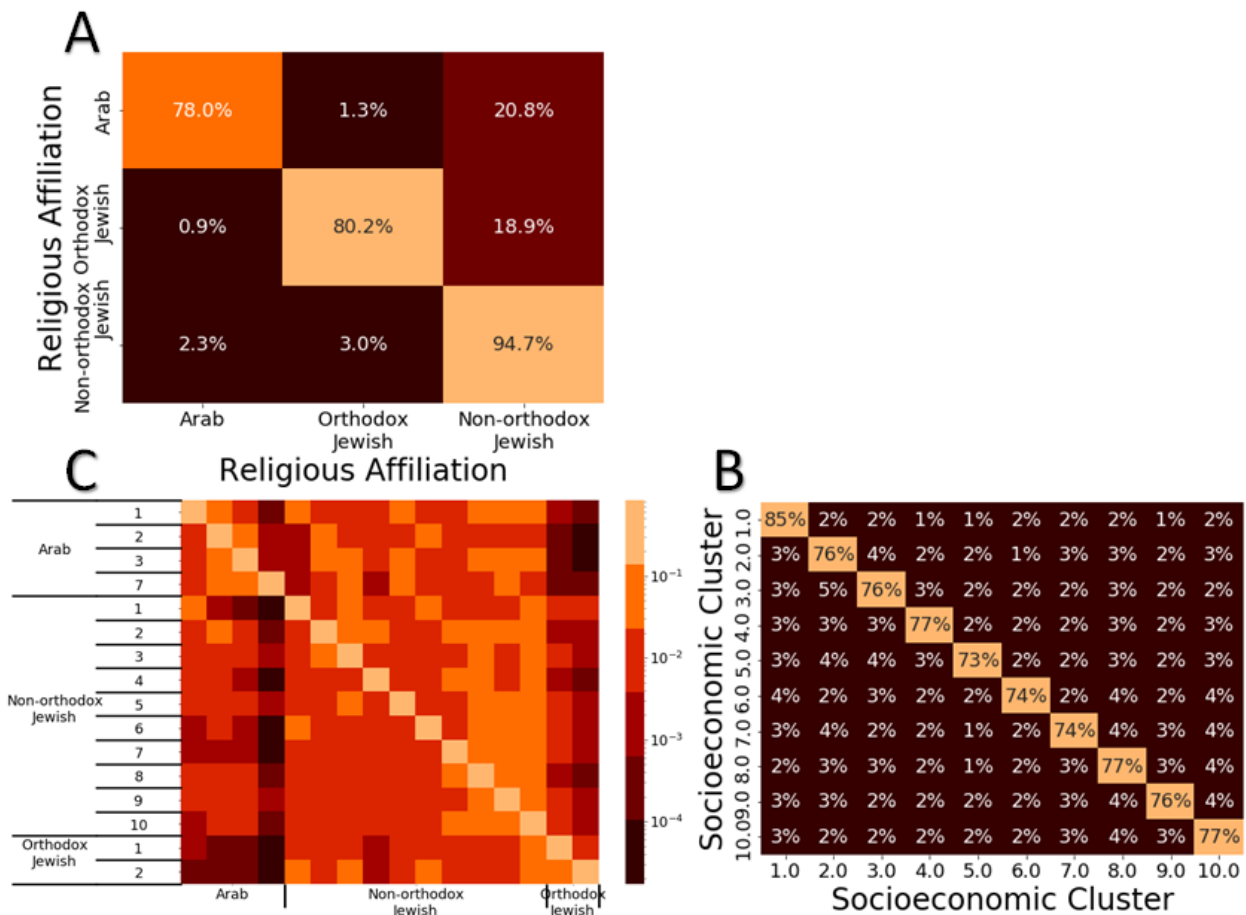 A
Religious Affiliation
Arab
78.0% 1.3% 20.8%
Orthodox
Jewish
0.9% 80.2% 18.9%
Non-orthodox
Jewish
2.3% 3.0% 94.7%
Arab Orthodox Non-orthodox
Jewish Jewish
Religious Affiliation
C
Arab
1
2
3
7
Non-orthodox
Jewish
1
2
3
4
5
6
7
8
9
10
Orthodox
Jewish
1
2
Arab Non-orthodox Orthodox
Jewish Jewish
10⁻¹
10⁻²
10⁻³
10⁻⁴
B
Socioeconomic Cluster
1.0 85% 2% 2% 1% 1% 2% 2% 2% 1% 2%
2.0 3% 76% 4% 2% 2% 1% 3% 3% 2% 3%
3.0 3% 5% 76% 3% 2% 2% 2% 3% 2% 2%
4.0 3% 3% 3% 77% 2% 2% 2% 3% 2% 3%
5.0 3% 4% 4% 3% 73% 2% 2% 3% 2% 3%
6.0 4% 2% 3% 2% 2% 74% 2% 4% 2% 4%
7.0 3% 4% 2% 2% 1% 2% 74% 4% 3% 4%
8.0 2% 3% 3% 2% 1% 2% 3% 77% 3% 4%
9.0 3% 3% 2% 2% 2% 2% 3% 4% 76% 4%
10.0 3% 2% 2% 2% 2% 2% 3% 4% 3% 77%
1.0 2.0 3.0 4.0 5.0 6.0 7.0 8.0 9.0 10.0
Socioeconomic Cluster